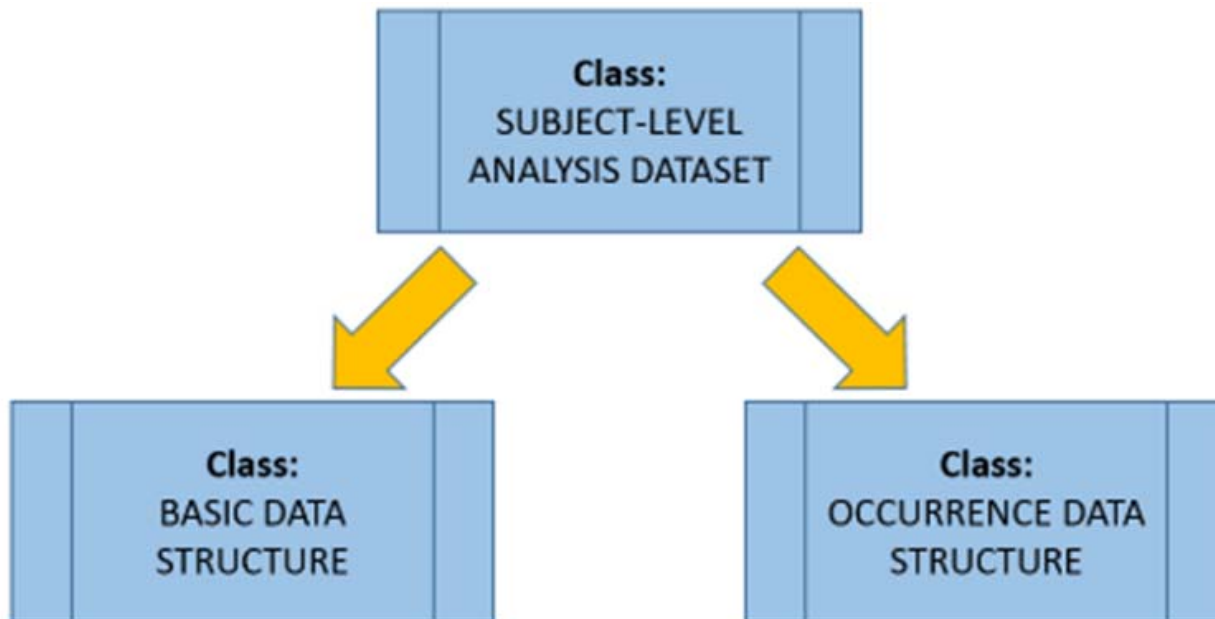 Class:
SUBJECT-LEVEL
ANALYSIS DATASET
Class:
BASIC DATA
STRUCTURE
Class:
OCCURRENCE DATA
STRUCTURE